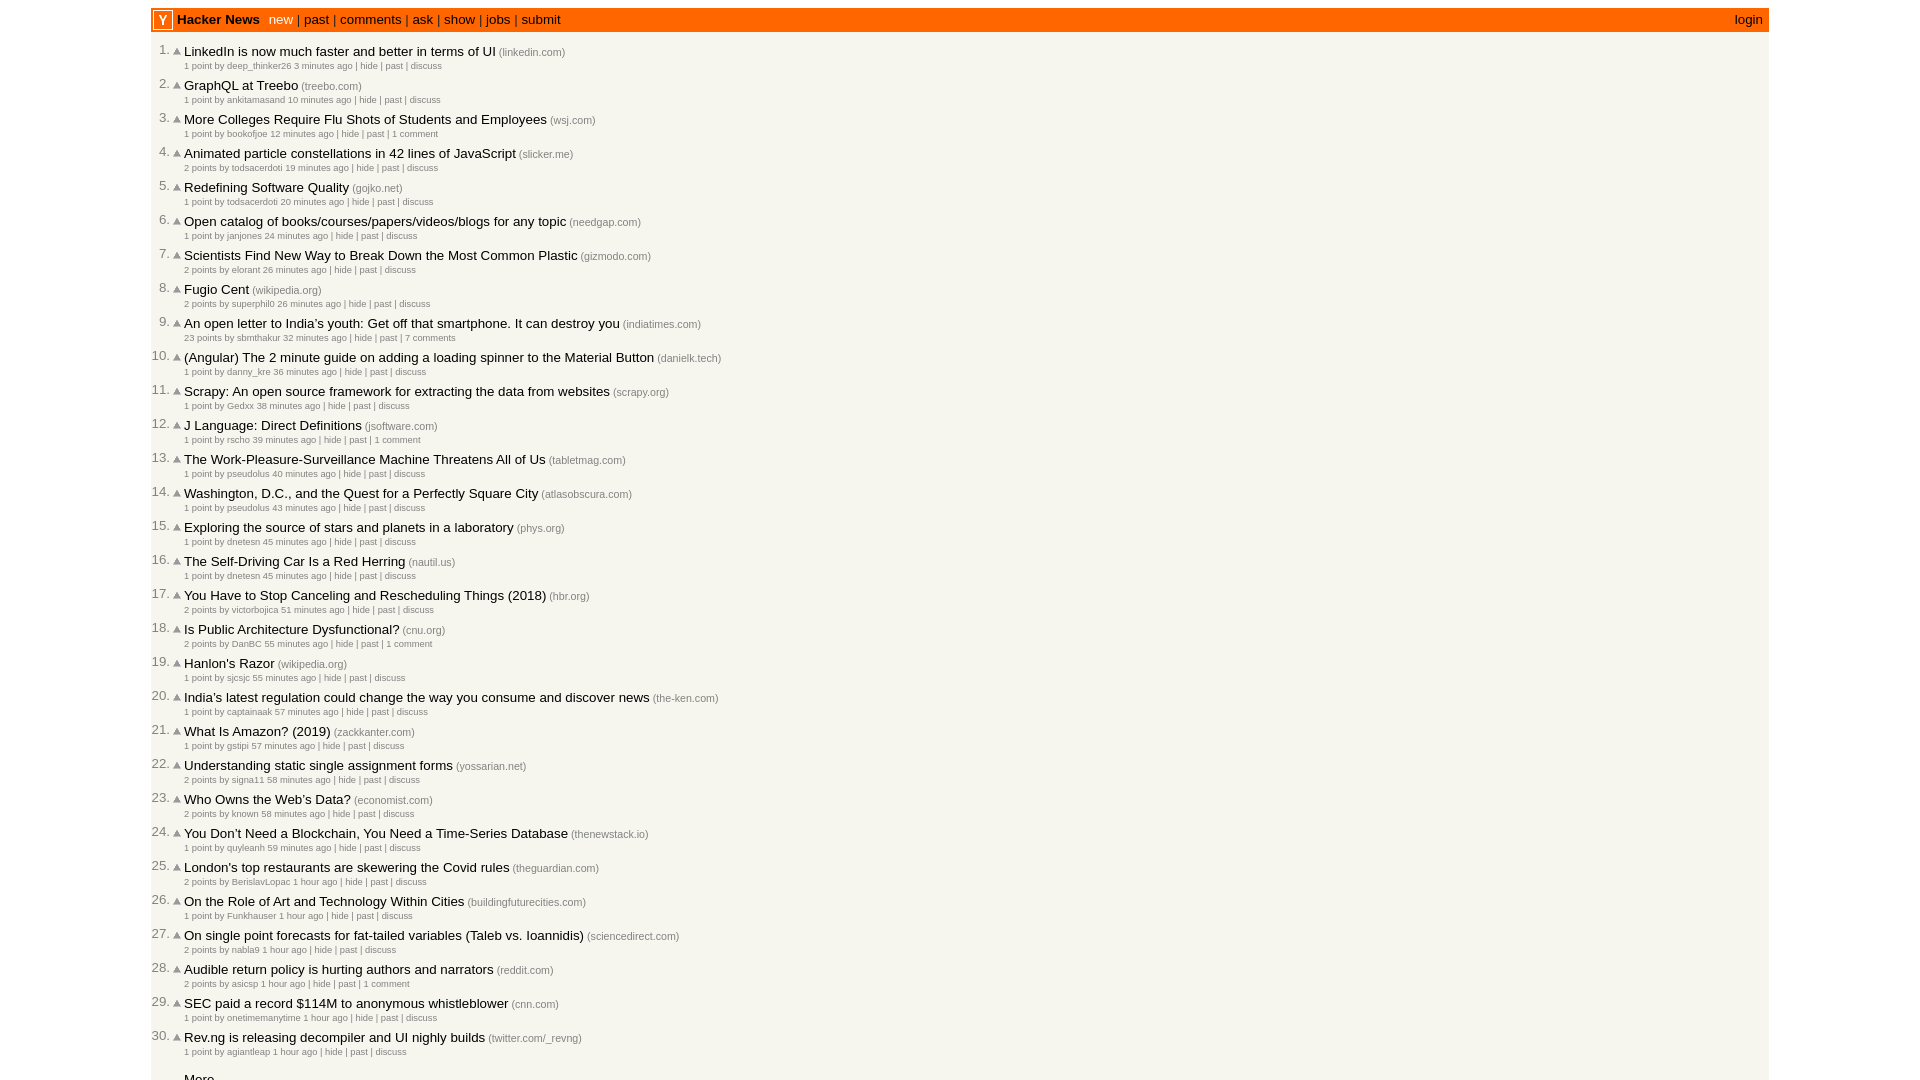 Y Hacker News new | past | comments | ask | show | jobs | submit login
1. LinkedIn is now much faster and better in terms of UI (linkedin.com)
1 point by deep_thinker26 3 minutes ago | hide | past | discuss
2. GraphQL at Treebo (treebo.com)
1 point by ankitamasand 10 minutes ago | hide | past | discuss
3. More Colleges Require Flu Shots of Students and Employees (wsj.com)
1 point by bookofjoe 12 minutes ago | hide | past | 1 comment
4. Animated particle constellations in 42 lines of JavaScript (slicker.me)
2 points by todsacerdoti 19 minutes ago | hide | past | discuss
5. Redefining Software Quality (gojko.net)
1 point by todsacerdoti 20 minutes ago | hide | past | discuss
6. Open catalog of books/courses/papers/videos/blogs for any topic (needgap.com)
1 point by janjones 24 minutes ago | hide | past | discuss
7. Scientists Find New Way to Break Down the Most Common Plastic (gizmodo.com)
2 points by elorant 26 minutes ago | hide | past | discuss
8. Fugio Cent (wikipedia.org)
2 points by superphil0 26 minutes ago | hide | past | discuss
9. An open letter to India’s youth: Get off that smartphone. It can destroy you (indiatimes.com)
23 points by sbmthakur 32 minutes ago | hide | past | 7 comments
10. (Angular) The 2 minute guide on adding a loading spinner to the Material Button (danielk.tech)
1 point by danny_kre 36 minutes ago | hide | past | discuss
11. Scrapy: An open source framework for extracting the data from websites (scrapy.org)
1 point by Gedxx 38 minutes ago | hide | past | discuss
12. J Language: Direct Definitions (jsoftware.com)
1 point by rscho 39 minutes ago | hide | past | 1 comment
13. The Work-Pleasure-Surveillance Machine Threatens All of Us (tabletmag.com)
1 point by pseudolus 40 minutes ago | hide | past | discuss
14. Washington, D.C., and the Quest for a Perfectly Square City (atlasobscura.com)
1 point by pseudolus 43 minutes ago | hide | past | discuss
15. Exploring the source of stars and planets in a laboratory (phys.org)
1 point by dnetesn 45 minutes ago | hide | past | discuss
16. The Self-Driving Car Is a Red Herring (nautil.us)
1 point by dnetesn 45 minutes ago | hide | past | discuss
17. You Have to Stop Canceling and Rescheduling Things (2018) (hbr.org)
2 points by victorbojica 51 minutes ago | hide | past | discuss
18. Is Public Architecture Dysfunctional? (cnu.org)
2 points by DanBC 55 minutes ago | hide | past | 1 comment
19. Hanlon's Razor (wikipedia.org)
1 point by sjcsjc 55 minutes ago | hide | past | discuss
20. India’s latest regulation could change the way you consume and discover news (the-ken.com)
1 point by captainaak 57 minutes ago | hide | past | discuss
21. What Is Amazon? (2019) (zackkanter.com)
1 point by gstipi 57 minutes ago | hide | past | discuss
22. Understanding static single assignment forms (yossarian.net)
2 points by signa11 58 minutes ago | hide | past | discuss
23. Who Owns the Web’s Data? (economist.com)
2 points by known 58 minutes ago | hide | past | discuss
24. You Don’t Need a Blockchain, You Need a Time-Series Database (thenewstack.io)
1 point by quyleanh 59 minutes ago | hide | past | discuss
25. London's top restaurants are skewering the Covid rules (theguardian.com)
2 points by BerislavLopac 1 hour ago | hide | past | discuss
26. On the Role of Art and Technology Within Cities (buildingfuturecities.com)
1 point by Funkhauser 1 hour ago | hide | past | discuss
27. On single point forecasts for fat-tailed variables (Taleb vs. Ioannidis) (sciencedirect.com)
2 points by nabla9 1 hour ago | hide | past | discuss
28. Audible return policy is hurting authors and narrators (reddit.com)
2 points by asicsp 1 hour ago | hide | past | 1 comment
29. SEC paid a record $114M to anonymous whistleblower (cnn.com)
1 point by onetimemanytime 1 hour ago | hide | past | discuss
30. Rev.ng is releasing decompiler and UI nighly builds (twitter.com/_revng)
1 point by agiantleap 1 hour ago | hide | past | discuss
More